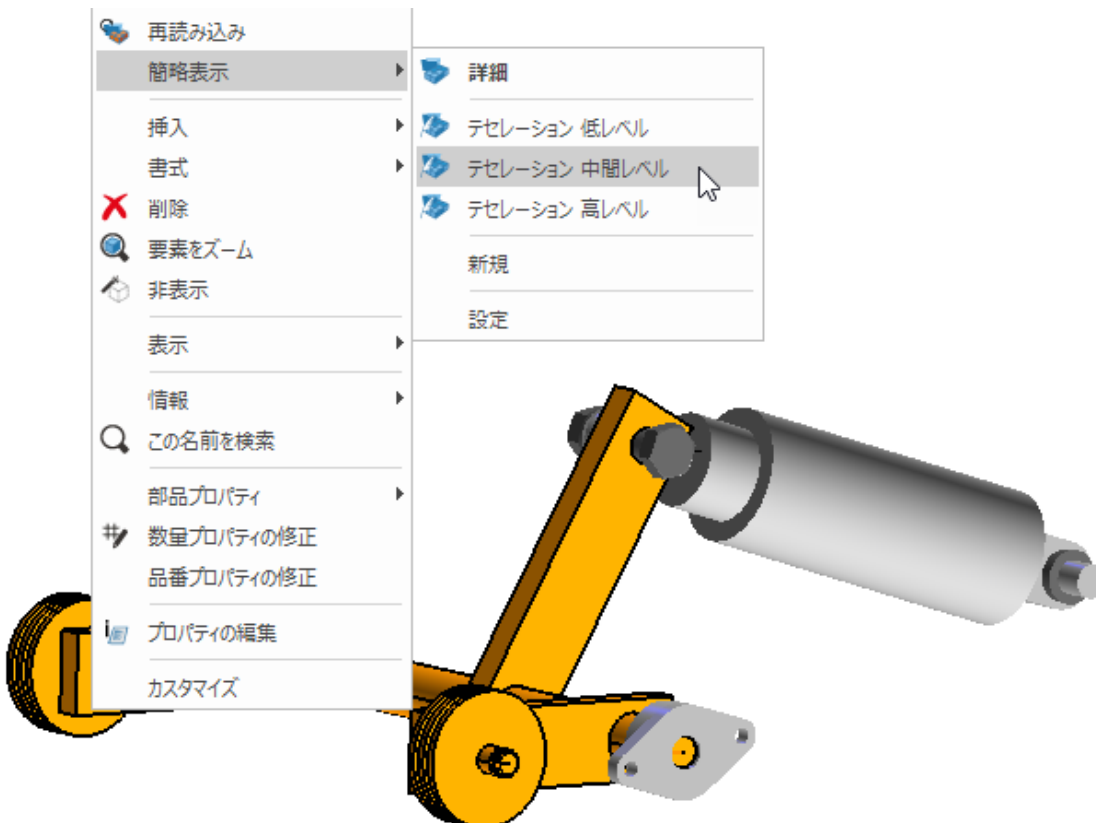 再読み込み
簡略表示
詳細
テセレーション 低レベル
テセレーション 中間レベル
テセレーション 高レベル
新規
設定
挿入
書式
削除
要素をズーム
非表示
表示
情報
この名前を検索
部品プロパティ
数量プロパティの修正
品番プロパティの修正
プロパティの編集
カスタマイズ